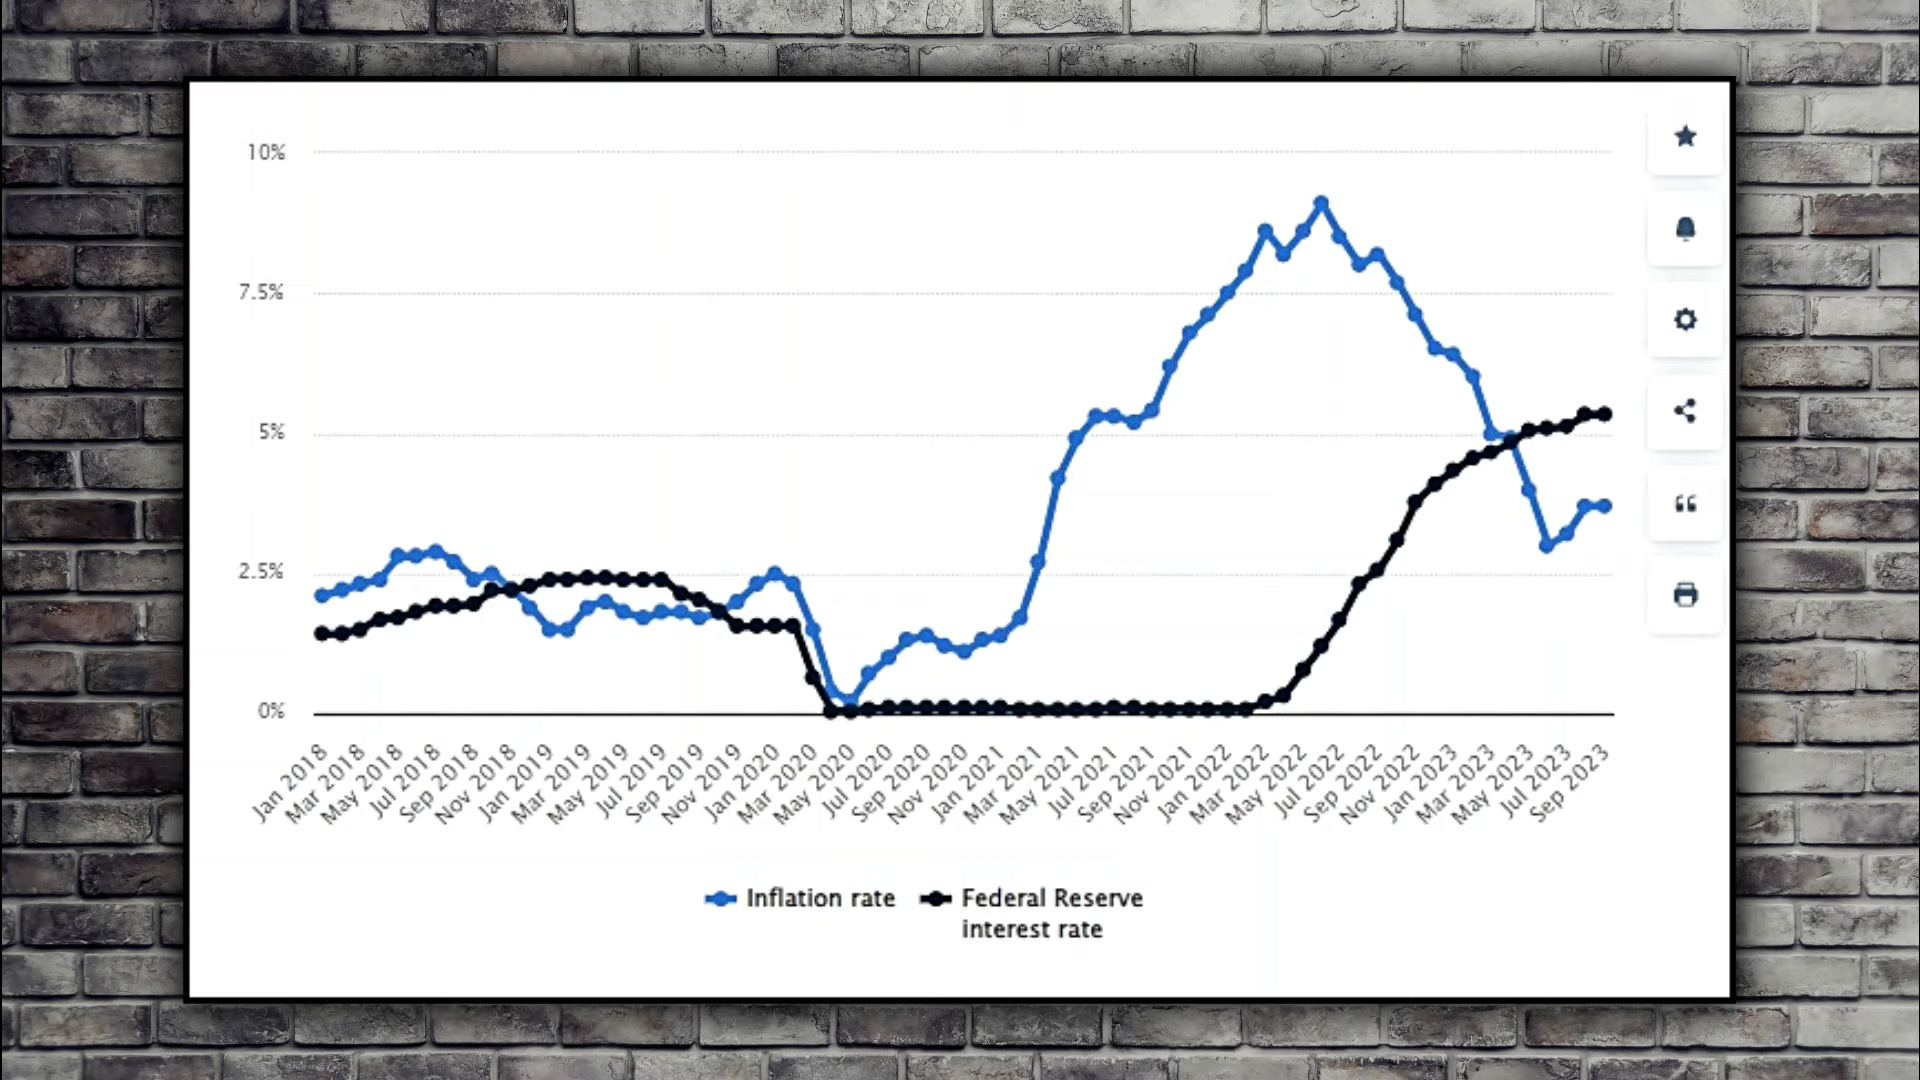 10%
7.5%
5%
2.5%
0%
Jan 2018
Mar 2018
May 2018
Jul 2018
Sep 2018
Nov 2018
Jan 2019
Mar 2019
May 2019
Jul 2019
Sep 2019
Nov 2019
Jan 2020
Mar 2020
May 2020
Jul 2020
Sep 2020
Nov 2020
Jan 2021
Mar 2021
May 2021
Jul 2021
Sep 2021
Nov 2021
Jan 2022
Mar 2022
May 2022
Jul 2022
Sep 2022
Nov 2022
Jan 2023
Mar 2023
May 2023
Jul 2023
Sep 2023
Inflation rate
Federal Reserve
interest rate